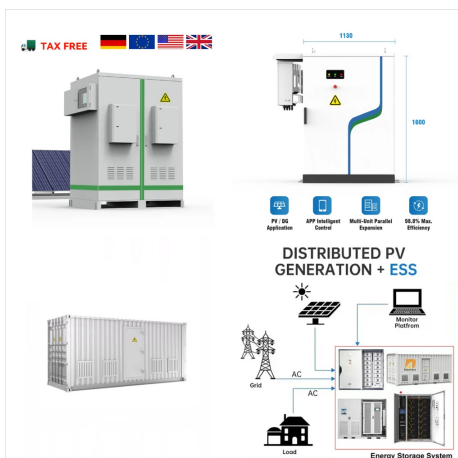 TAX FREE
1130
1600
PV / DG
Application
APP Intelligent
Control
Multi-Unit Parallel
Expansion
98.8% Max.
Efficiency
DISTRIBUTED PV
GENERATION + ESS
Monitor
Platfrom
Grid
AC
AC
Load
Energy Storage System